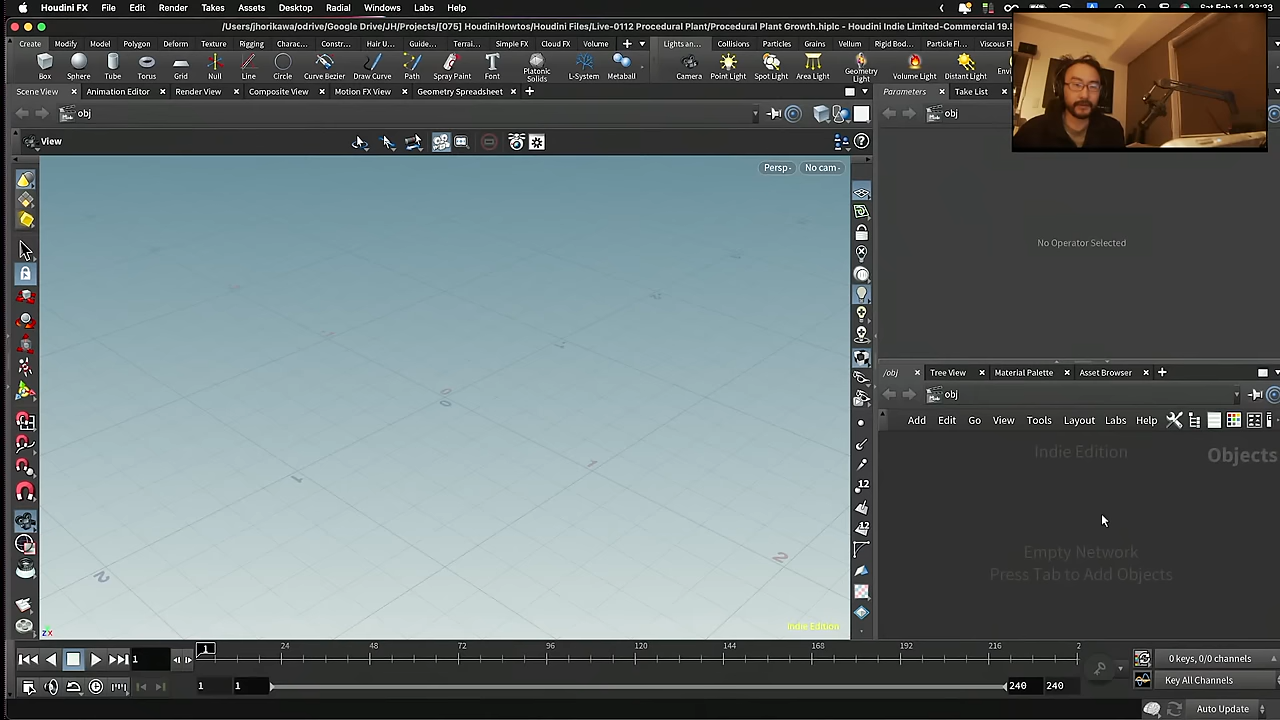 Houdini FX File Edit Render Takes Assets Desktop Radial Windows Labs Help
/Users/jhorikawa/odrive/Google Drive/JH/Projects/[075] HoudiniHowtos/Houdini Files/Live-0112 Procedural Plant/Procedural Plant Growth.hiplc - Houdini Indie Limited-Commercial 19.
Create Modify Model Polygon Deform Texture Rigging Charac... Constr... Hair U... Guide... Terrai... Simple FX Cloud FX Volume Lights an... Collisions Particles Grains Vellum Rigid Bod... Particle Fl... Viscous
Box Sphere Tube Torus Grid Null Line Circle Curve Bezier Draw Curve Path Spray Paint Font Platonic Solids L-System Metaball Camera Point Light Spot Light Area Light Geometry Light Volume Light Distant Light
Scene View Animation Editor Render View Composite View Motion FX View Geometry Spreadsheet Parameters Take List
obj obj
View
Persp No cam
No Operator Selected
/obj Tree View Material Palette Asset Browser
obj
Add Edit Go View Tools Layout Labs Help
Indie Edition Objects
Empty Network
Press Tab to Add Objects
Indie Edition
1 1 24 48 72 96 120 144 168 192 216 2
0 keys, 0/0 channels
1 1 240 240 Key All Channels
Auto Update